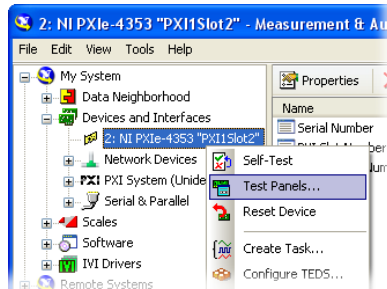 2: NI PXIe-4353 "PXI1Slot2" - Measurement & Au
File Edit View Tools Help
My System
Properties
Data Neighborhood
Name
Devices and Interfaces
Serial Number
2: NI PXIe-4353 "PXI1Slot2"
Network Devices
Self-Test
PXI PXI System (Unide
Test Panels...
Serial & Parallel
Reset Device
Scales
Software
Create Task...
IVI Drivers
Configure TEDS...
Remote Systems